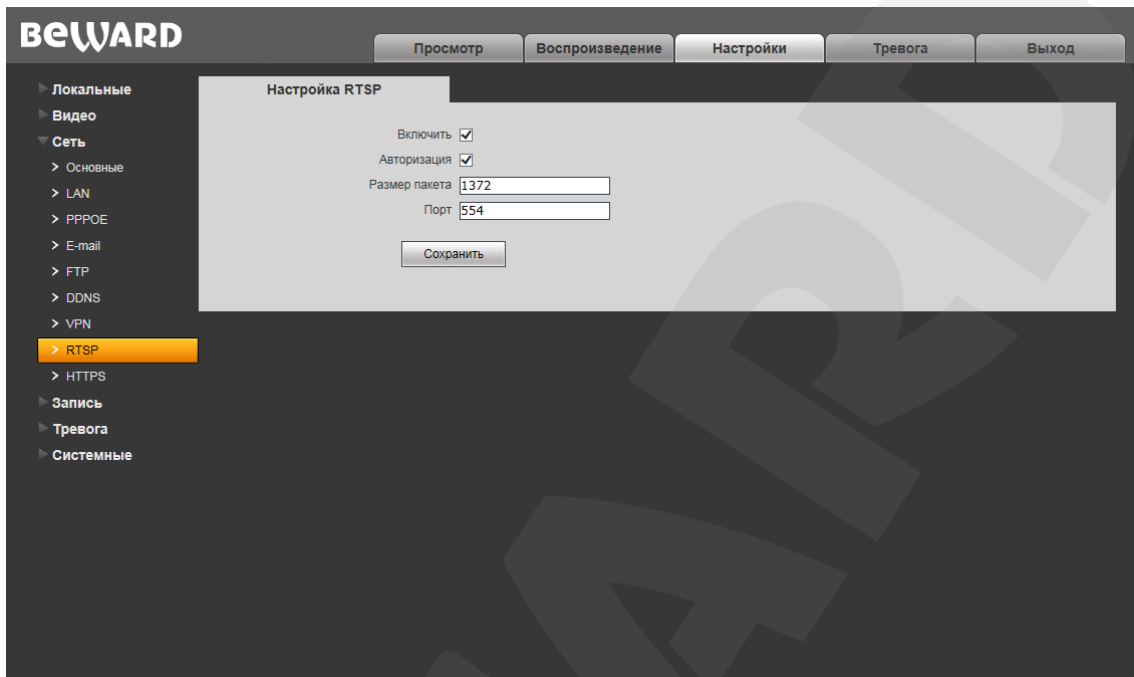 BEWARD
Просмотр Воспроизведение Настройки Тревога Выход
Локальные
Видео
Сеть
> Основные
> LAN
> PPPOE
> E-mail
> FTP
> DDNS
> VPN
> RTSP
> HTTPS
Запись
Тревога
Системные
Настройка RTSP
Включить
Авторизация
Размер пакета 1372
Порт 554
Сохранить